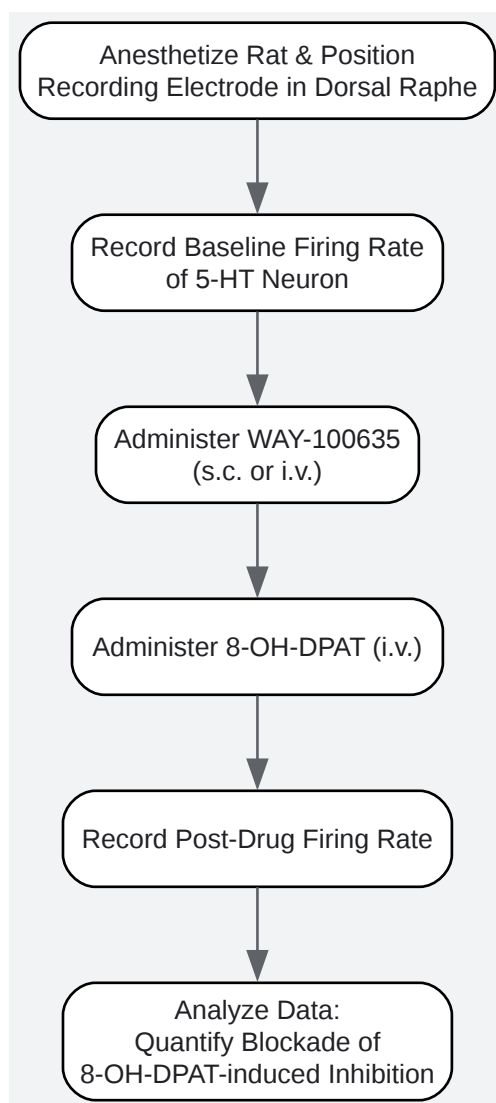 Anesthetize Rat & Position
Recording Electrode in Dorsal Raphe
Record Baseline Firing Rate
of 5-HT Neuron
Administer WAY-100635
(s.c. or i.v.)
Administer 8-OH-DPAT (i.v.)
Record Post-Drug Firing Rate
Analyze Data:
Quantify Blockade of
8-OH-DPAT-induced Inhibition